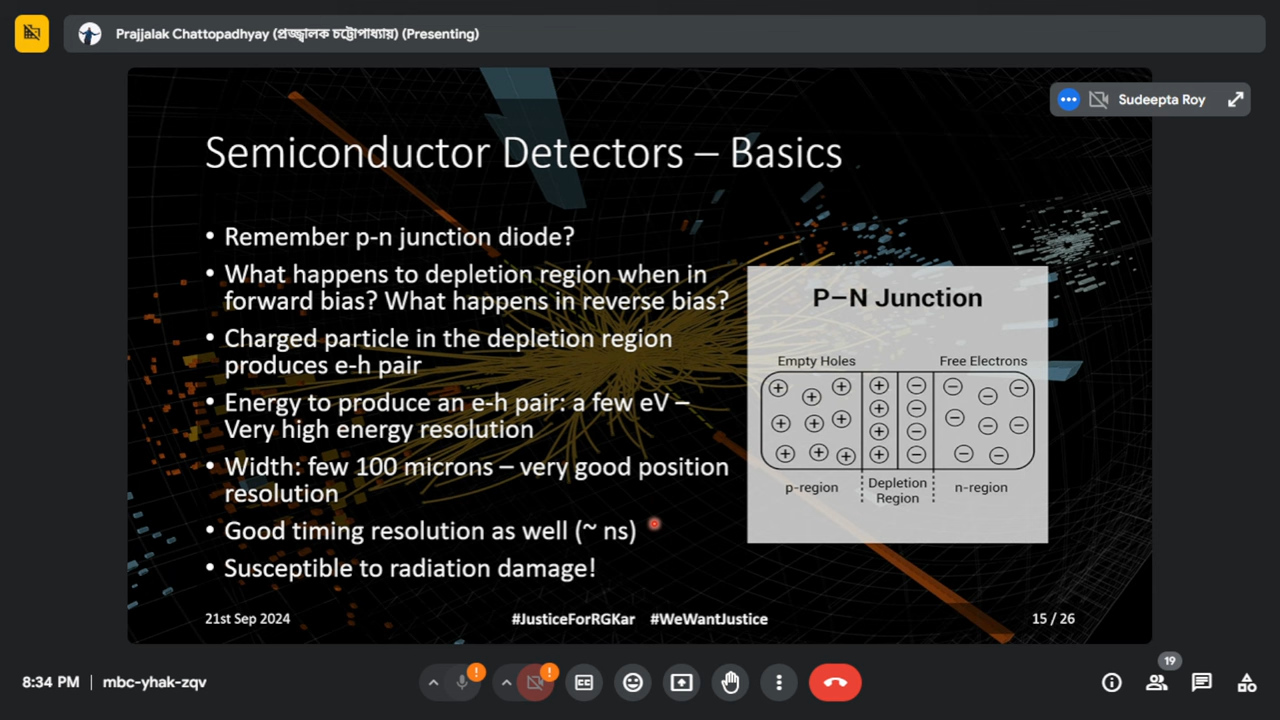 Prajjalak Chattopadhyay (প্রজ্জ্বালক চট্টোপাধ্যায়) (Presenting)
Sudeepta Roy
Semiconductor Detectors – Basics
• Remember p-n junction diode?
• What happens to depletion region when in
forward bias? What happens in reverse bias?
• Charged particle in the depletion region
produces e-h pair
• Energy to produce an e-h pair: a few eV –
Very high energy resolution
• Width: few 100 microns – very good position
resolution
• Good timing resolution as well (~ ns)
• Susceptible to radiation damage!
P–N Junction
Empty Holes
Free Electrons
p-region
Depletion
Region
n-region
21st Sep 2024
#JusticeForRGKar #WeWantJustice
15 / 26
8:34 PM | mbc-yhak-zqv
19